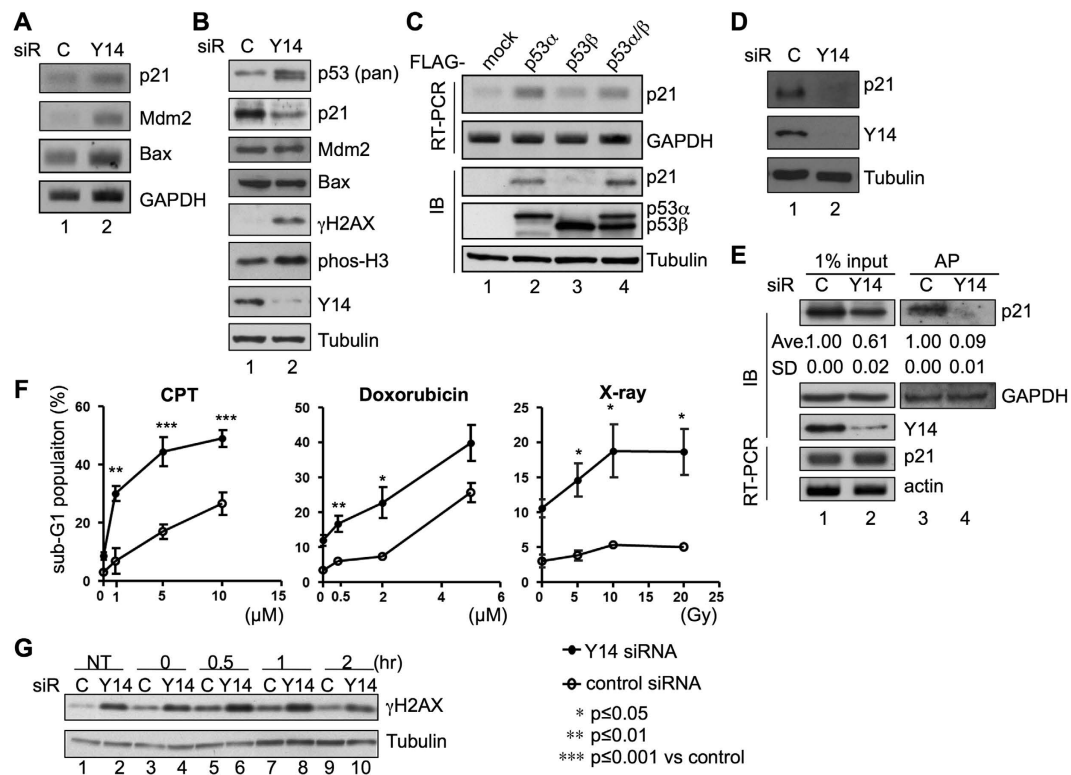 A
siR C Y14
p21
Mdm2
Bax
GAPDH
1 2
B
siR C Y14
p53 (pan)
p21
Mdm2
Bax
γH2AX
phos-H3
Y14
Tubulin
1 2
C
FLAG- mock p53α p53β p53α/β
RT-PCR
p21
GAPDH
IB
p21
p53α
p53β
Tubulin
1 2 3 4
D
siR C Y14
p21
Y14
Tubulin
1 2
E
1% input AP
siR C Y14 C Y14
IB
p21
Ave. 1.00 0.61 1.00 0.09
SD 0.00 0.02 0.00 0.01
GAPDH
Y14
RT-PCR
p21
actin
1 2 3 4
F
sub-G1 populaiton (%)
CPT
60
40
20
0
** *** ***
0 1 5 10 15
(μM)
Doxorubicin
50
40
30
20
10
0
** *
0 0.5 2 4 6
(μM)
X-ray
25
20
15
10
5
0
* * *
0 5 10 15 20 25
(Gy)
Y14 siRNA
control siRNA
* p≤0.05
** p≤0.01
*** p≤0.001 vs control
G
NT 0 0.5 1 2 (hr)
siR C Y14 C Y14 C Y14 C Y14 C Y14
γH2AX
Tubulin
1 2 3 4 5 6 7 8 9 10